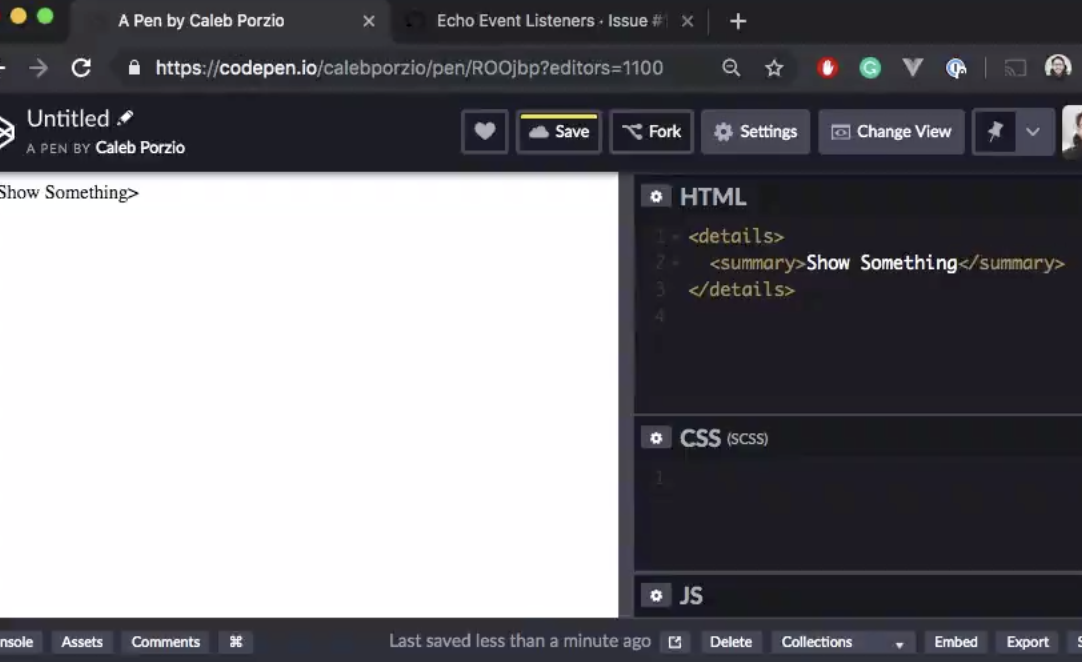 A Pen by Caleb Porzio
Echo Event Listeners · Issue #
https://codepen.io/calebporzio/pen/ROOjbp?editors=1100
Untitled
A PEN BY Caleb Porzio
Save
Fork
Settings
Change View
Show Something>
HTML
1 <details>
2 <summary>Show Something</summary>
3 </details>
4
CSS (SCSS)
1
JS
nsole
Assets
Comments
⌘
Last saved less than a minute ago
Delete
Collections
Embed
Export